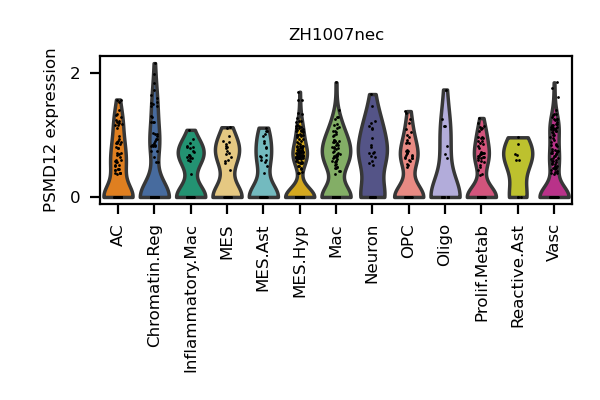 ZH1007nec
PSMD12 expression
2
0
AC
Chromatin.Reg
Inflammatory.Mac
MES
MES.Ast
MES.Hyp
Mac
Neuron
OPC
Oligo
Prolif.Metab
Reactive.Ast
Vasc